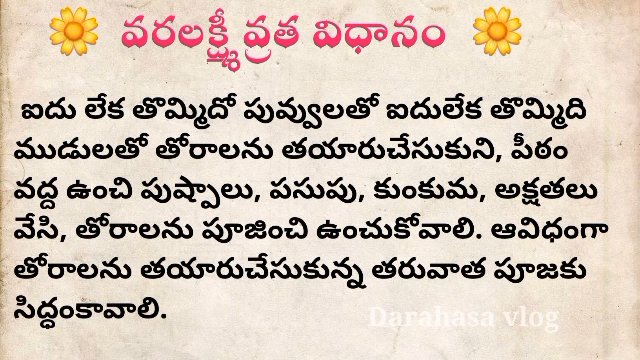 వరలక్ష్మీ వ్రత విధానం
ఐదు లేక తొమ్మిదో పువ్వులతో ఐదులేక తొమ్మిది
ముడులతో తోరాలను తయారుచేసుకుని, పీఠం
వద్ద ఉంచి పుష్పాలు, పసుపు, కుంకుమ, అక్షతలు
వేసి, తోరాలను పూజించి ఉంచుకోవాలి. ఆవిధంగా
తోరాలను తయారుచేసుకున్న తరువాత పూజకు
సిద్ధంకావాలి.
Darahasa vlog